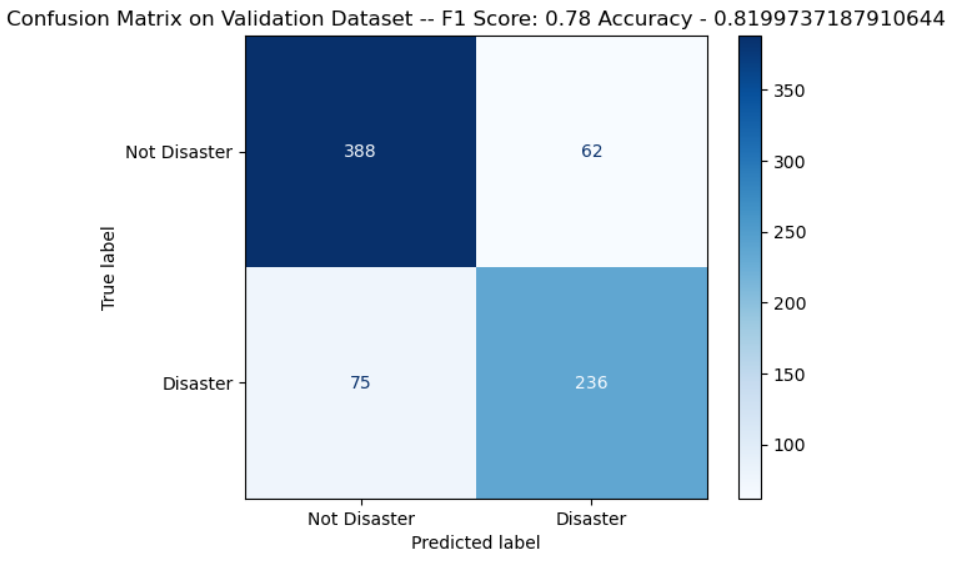 Confusion Matrix on Validation Dataset -- F1 Score: 0.78 Accuracy - 0.8199737187910644
Not Disaster
388
62
350
300
250
True label
200
Disaster
75
236
150
100
Not Disaster
Disaster
Predicted label